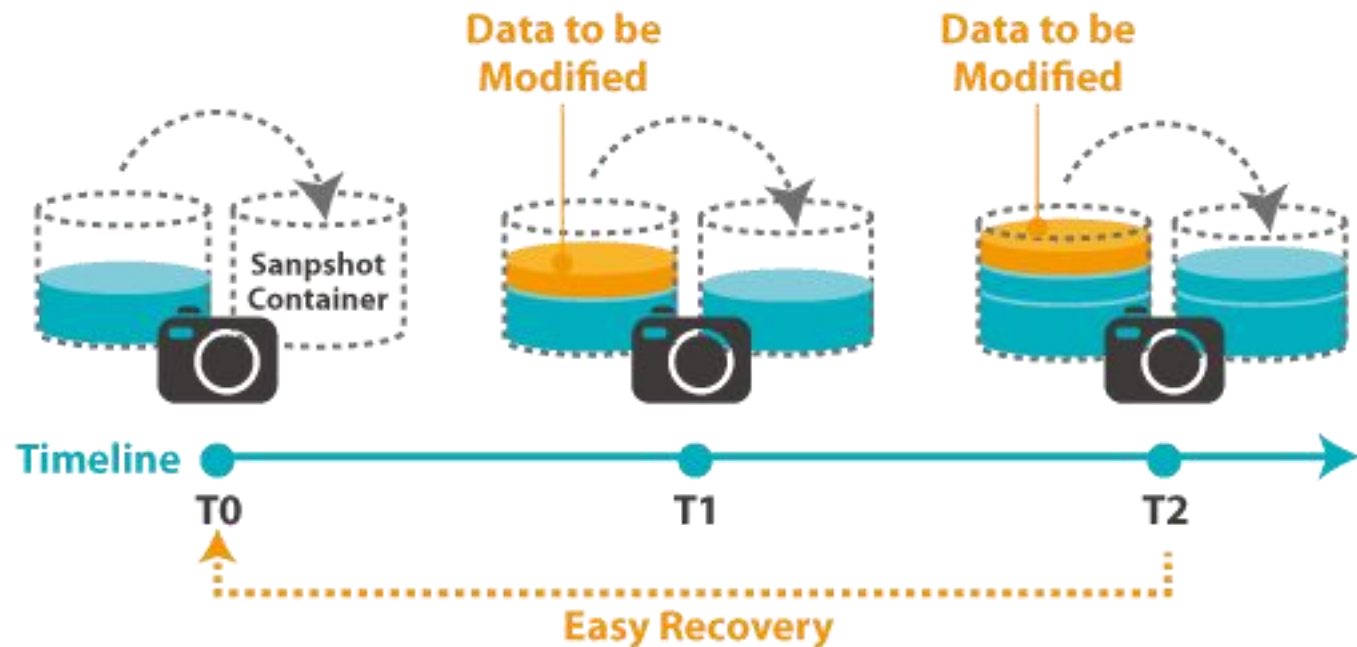 Data to be
Modified
Data to be
Modified
Sanpshot
Container
Timeline
T0
T1
T2
Easy Recovery